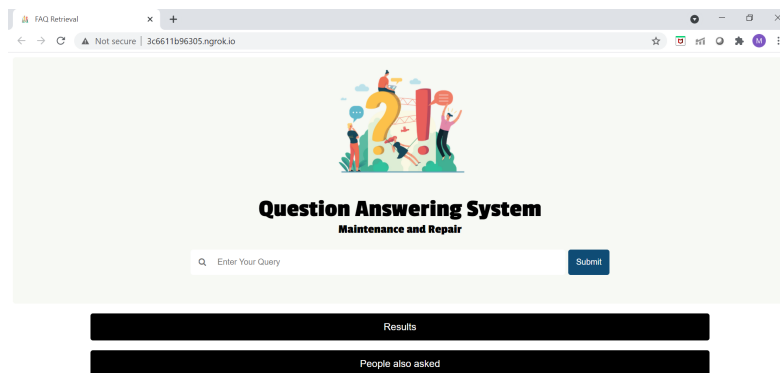 FAQ Retrieval
Not secure | 3c6611b96305.ngrok.io
M
?!
Question Answering System
Maintenance and Repair
Enter Your Query
Submit
Results
People also asked